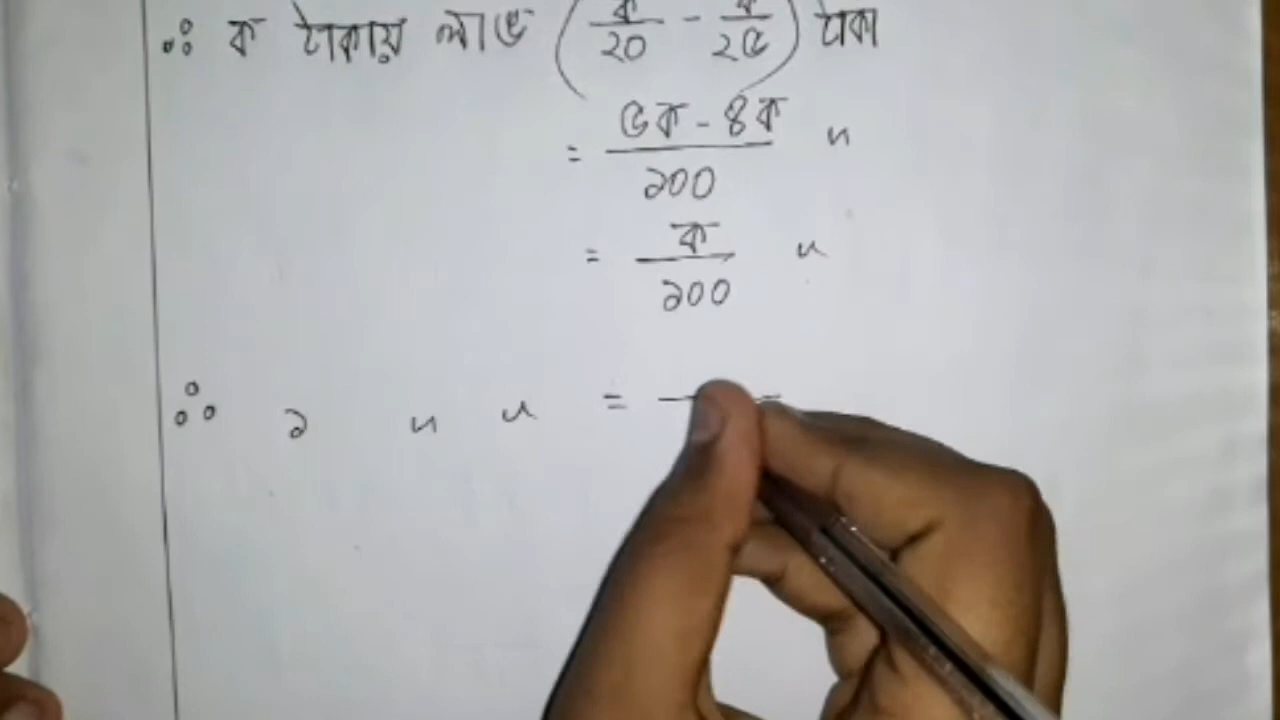 ∴ ক টাকায় লাভ (ক/২০ - ক/২৫) টাকা
= ৫ক - ৪ক/১০০ "
= ক/১০০ "
∴ ১ " " =